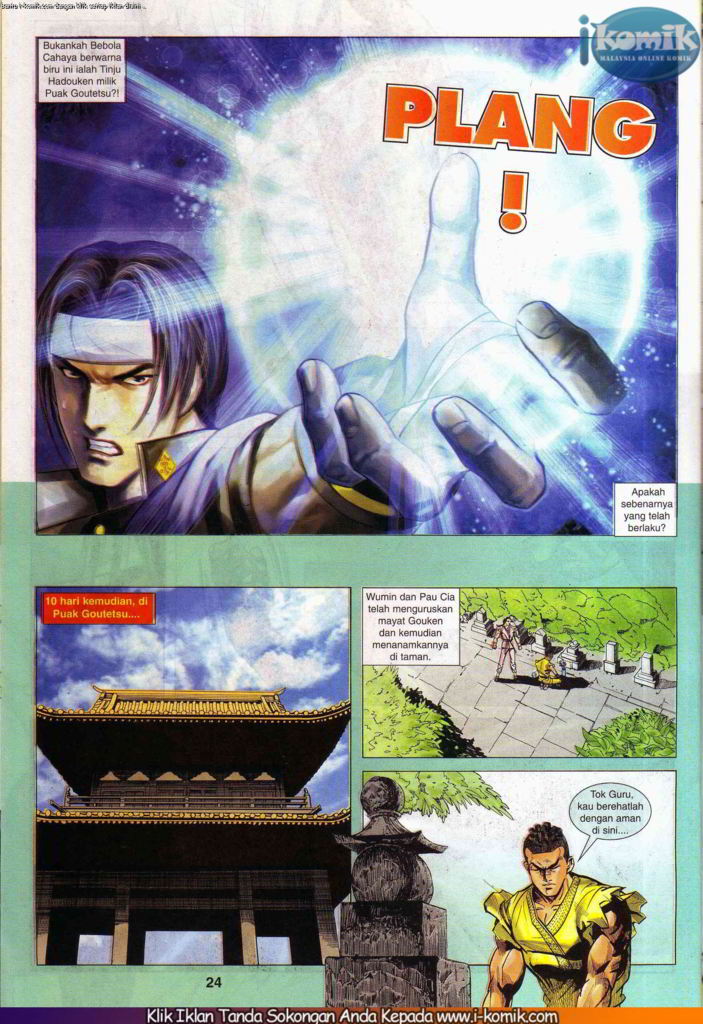 ikomik
MALAYSIA ONLINE KOMIK
Bukankah Bebola
Cahaya berwarna
biru ini ialah Tinju
Hadouken milik
Puak Goutetsu?!
PLANG
!
Apakah
sebenarnya
yang telah
berlaku?
10 hari kemudian, di
Puak Goutetsu....
Wumin dan Pau Cia
telah menguruskan
mayat Gouken
dan kemudian
menanamkannya
di taman.
Tok Guru,
kau berehatlah
dengan aman
di sini....
24
Klik Iklan Tanda Sokongan Anda Kepada www.i-komik.com